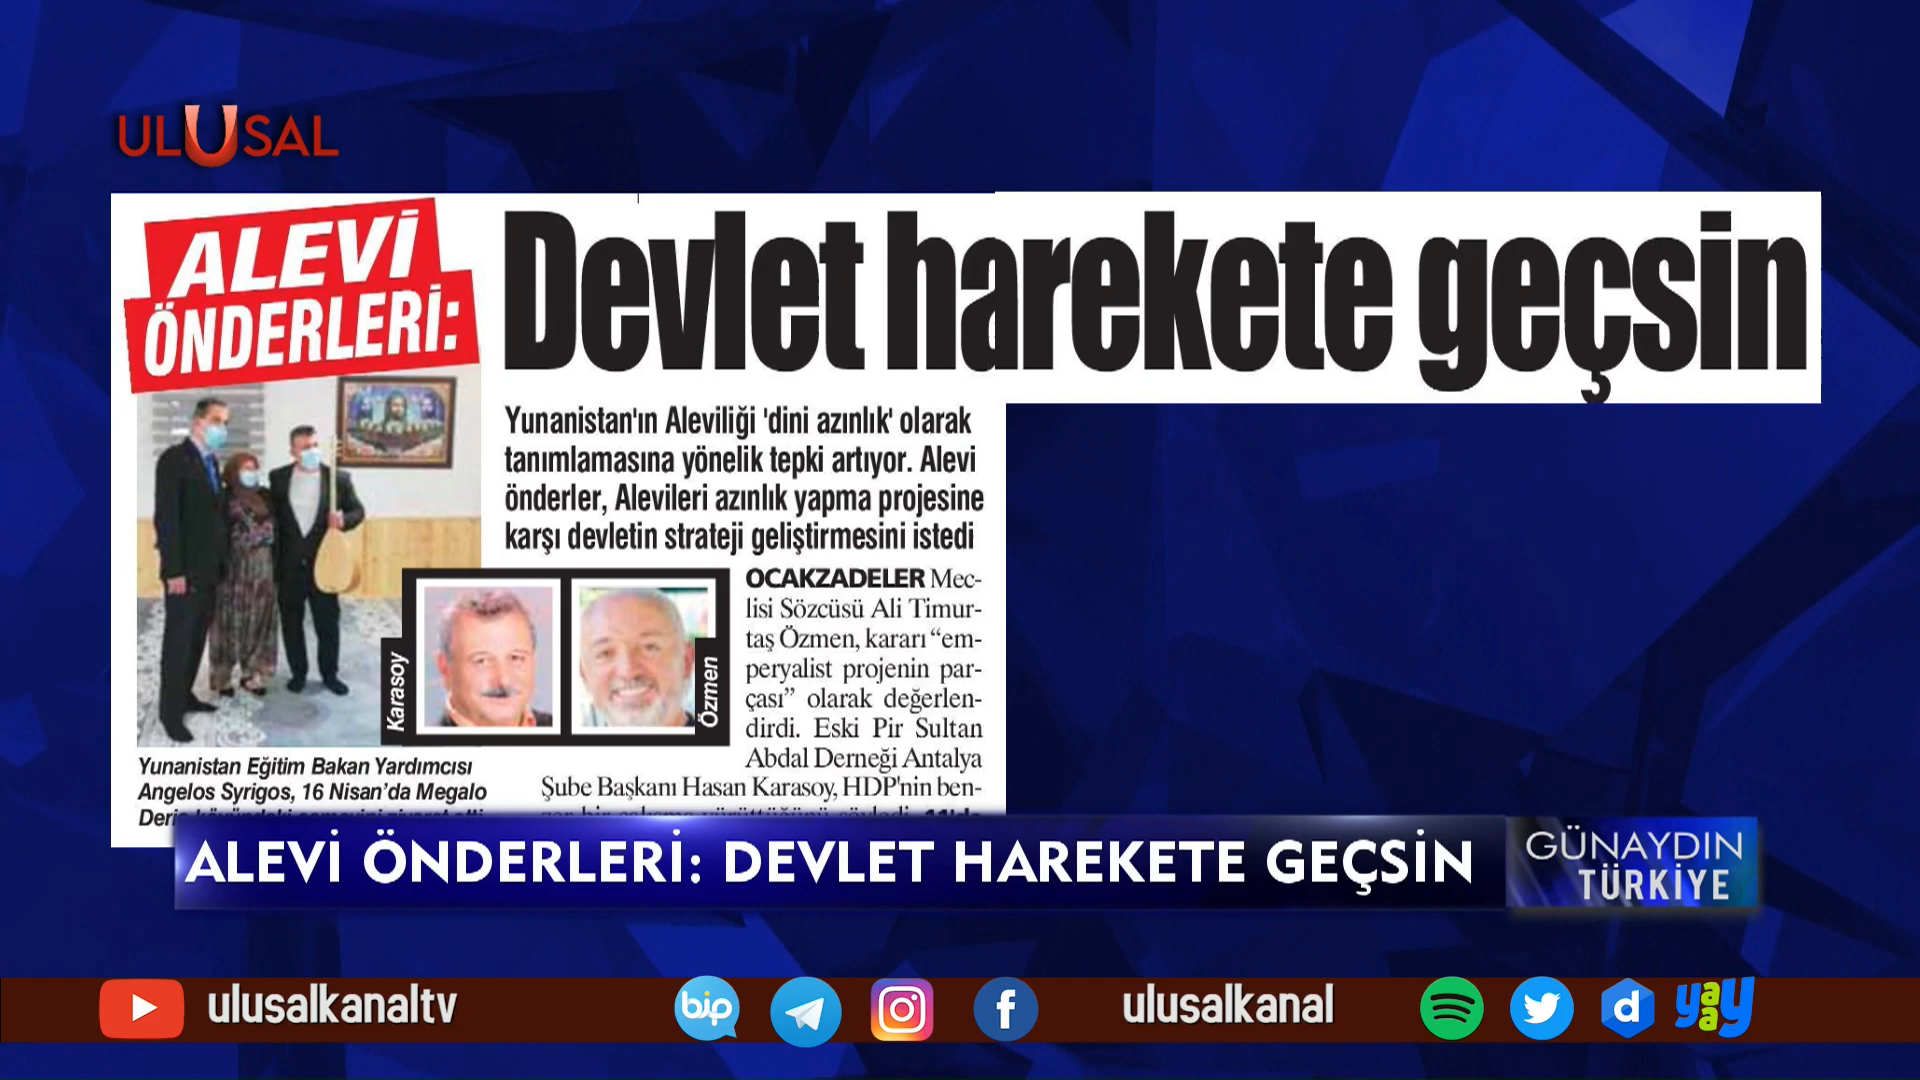 ULUSAL
ALEVİ
ÖNDERLERİ:
Devlet harekete geçsin
Yunanistan'ın Aleviliği 'dini azınlık' olarak
tanımlamasına yönelik tepki artıyor. Alevi
önderler, Alevileri azınlık yapma projesine
karşı devletin strateji geliştirmesini istedi
Karasoy
Özmen
OCAKZADELER Mec-
lisi Sözcüsü Ali Timur-
taş Özmen, kararı “em-
peryalist projenin par-
çası” olarak değerlen-
dirdi. Eski Pir Sultan
Abdal Derneği Antalya
Şube Başkanı Hasan Karasoy, HDP'nin ben-
Yunanistan Eğitim Bakan Yardımcısı
Angelos Syrigos, 16 Nisan’da Megalo
ALEVİ ÖNDERLERİ: DEVLET HAREKETE GEÇSİN
GÜNAYDIN
TÜRKİYE
ulusalkanaltv
bip
ulusalkanal
d
yaay